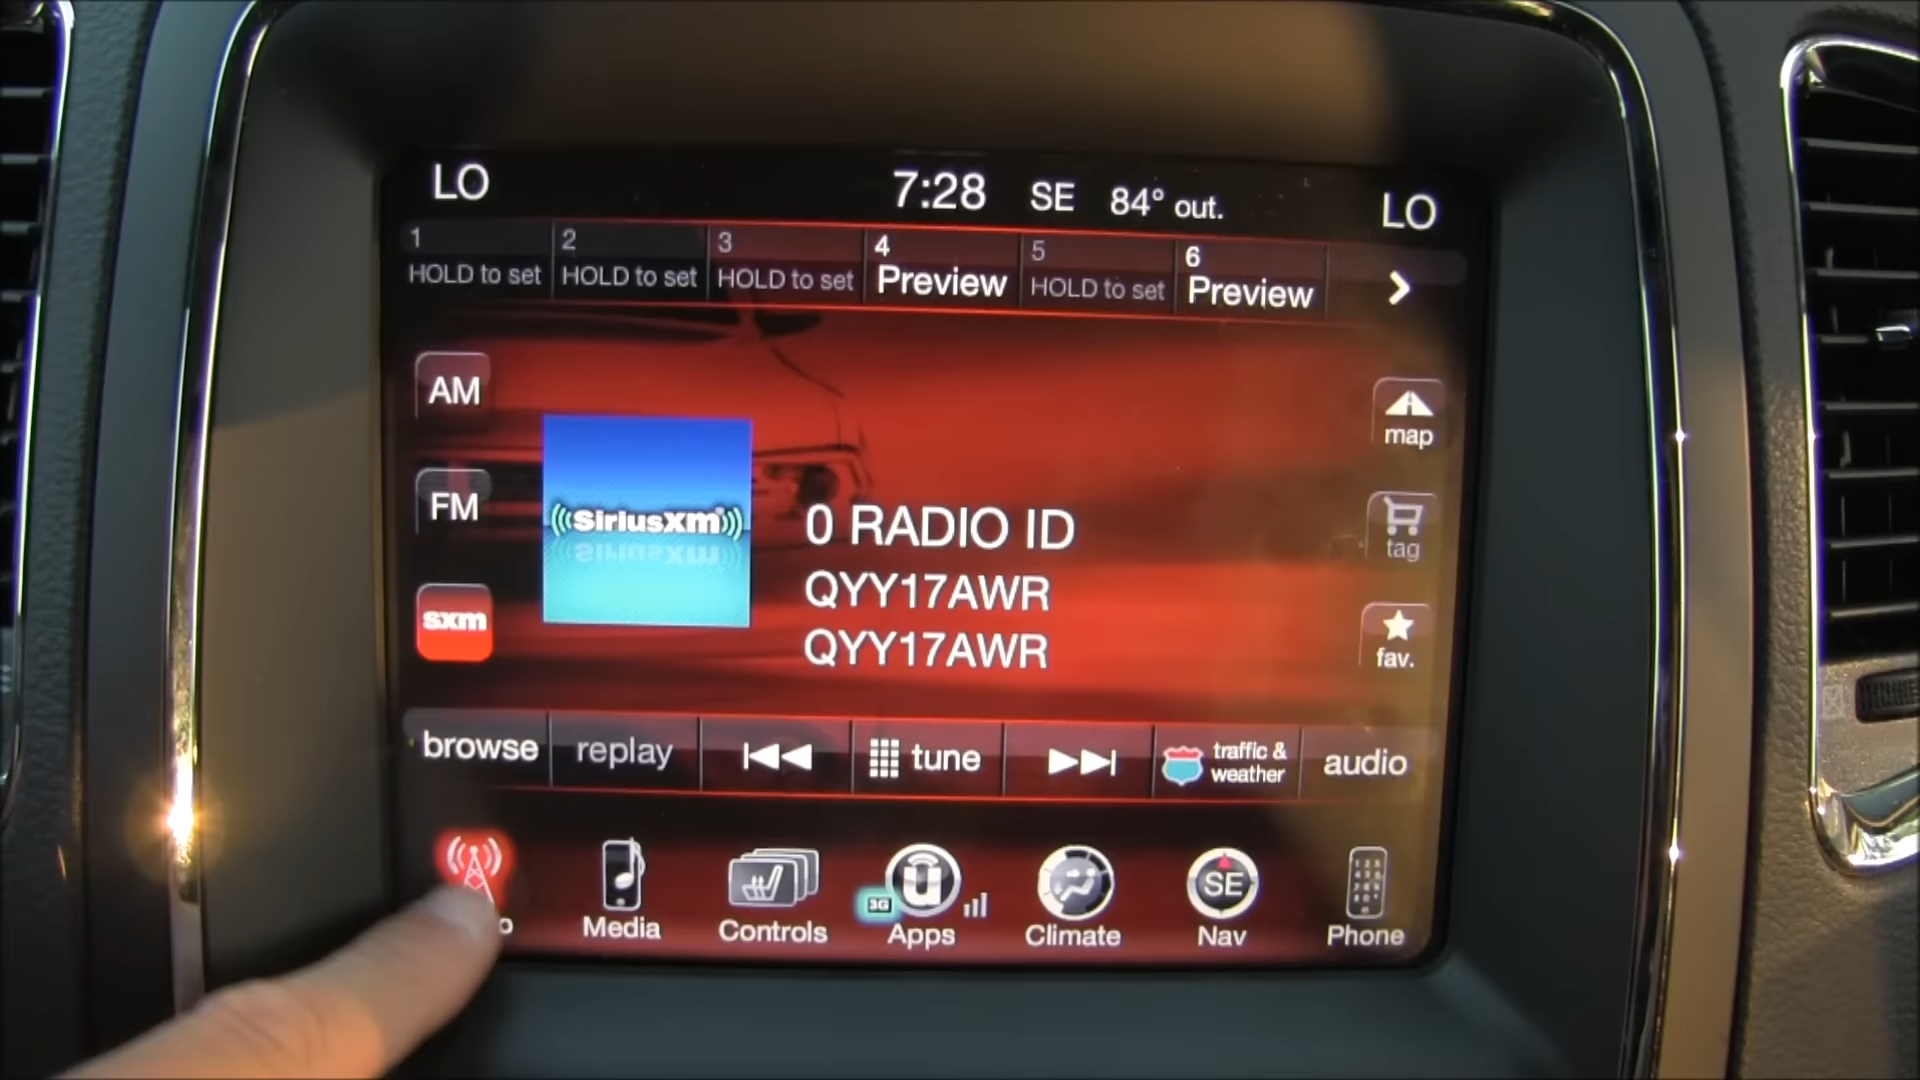 LO 7:28 SE 84° out. LO
1 2 3 4 5 6
HOLD to set HOLD to set HOLD to set Preview HOLD to set Preview
AM
map
FM
SiriusXM
0 RADIO ID
tag
QYY17AWR
sxm
QYY17AWR
fav.
browse replay tune traffic & weather audio
3G
SE
Media Controls Apps Climate Nav Phone